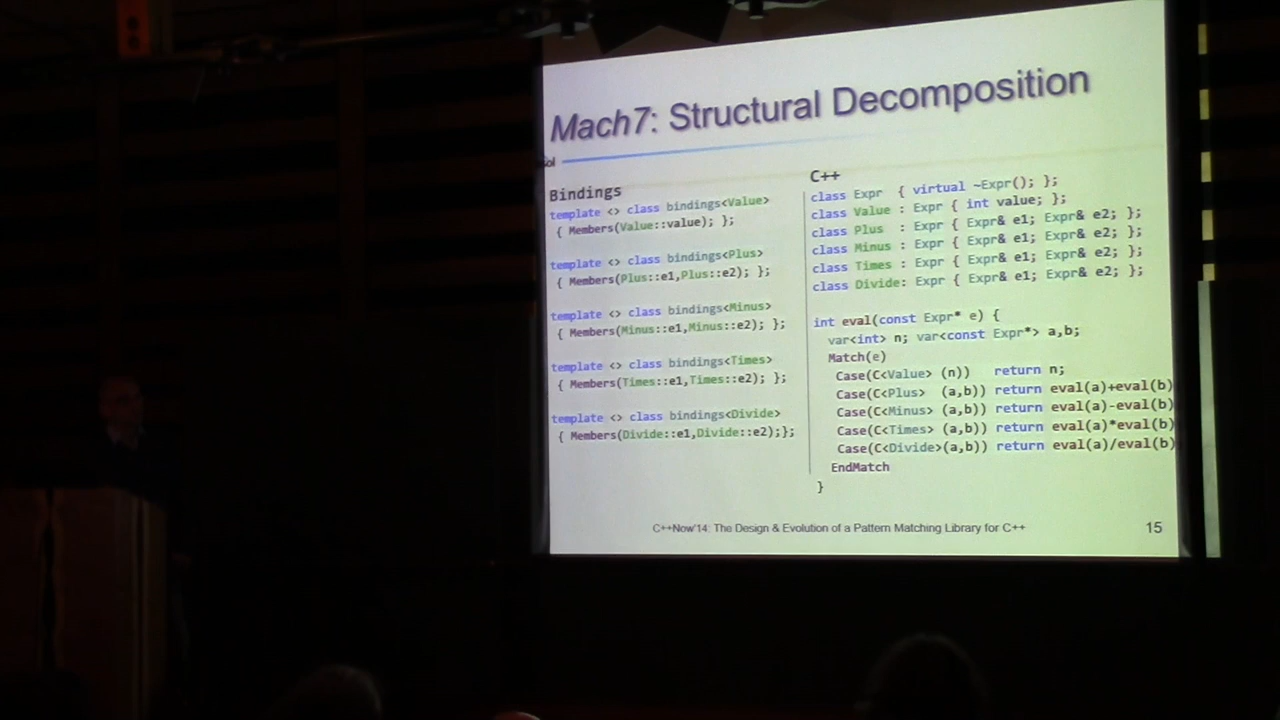 Mach7: Structural Decomposition
ol
Bindings
template <> class bindings<Value>
{ Members(Value::value); };
template <> class bindings<Plus>
{ Members(Plus::e1,Plus::e2); };
template <> class bindings<Minus>
{ Members(Minus::e1,Minus::e2); };
template <> class bindings<Times>
{ Members(Times::e1,Times::e2); };
template <> class bindings<Divide>
{ Members(Divide::e1,Divide::e2);};
C++
class Expr { virtual ~Expr(); };
class Value : Expr { int value; };
class Plus : Expr { Expr& e1; Expr& e2; };
class Minus : Expr { Expr& e1; Expr& e2; };
class Times : Expr { Expr& e1; Expr& e2; };
class Divide: Expr { Expr& e1; Expr& e2; };
int eval(const Expr* e) {
var<int> n; var<const Expr*> a,b;
Match(e)
Case(C<Value> (n)) return n;
Case(C<Plus> (a,b)) return eval(a)+eval(b)
Case(C<Minus> (a,b)) return eval(a)-eval(b)
Case(C<Times> (a,b)) return eval(a)*eval(b)
Case(C<Divide>(a,b)) return eval(a)/eval(b)
EndMatch
}
C++Now'14: The Design & Evolution of a Pattern Matching Library for C++
15